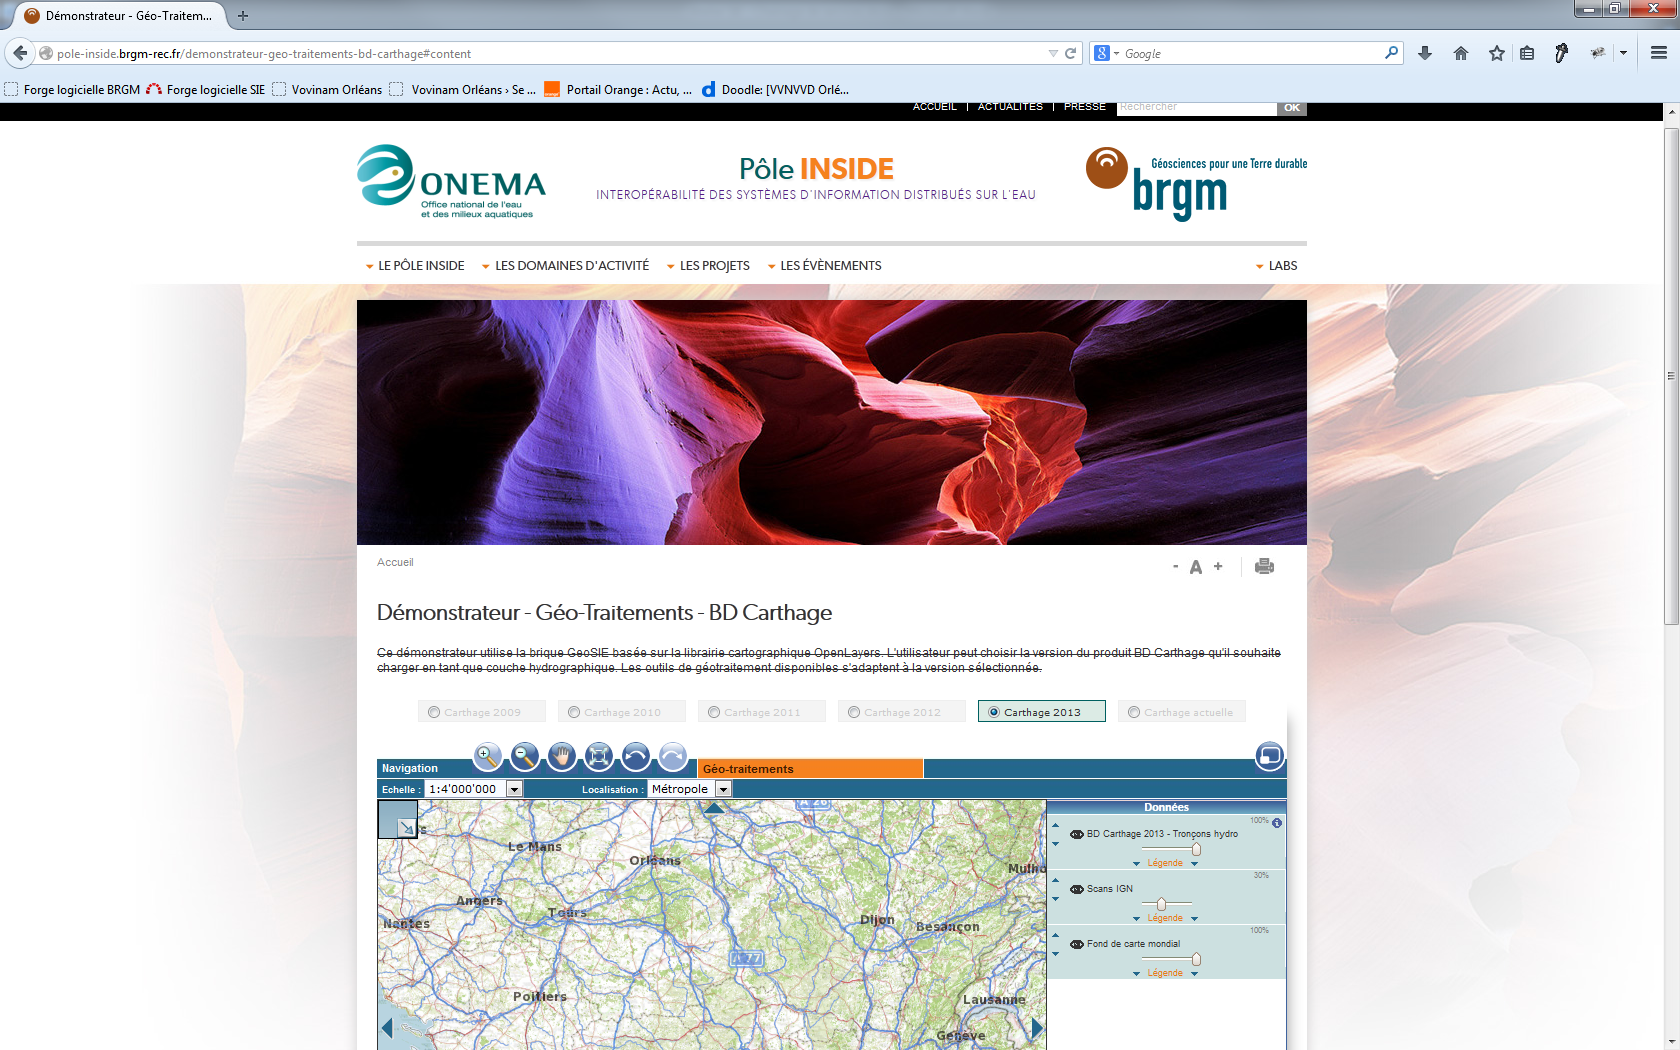 Démonstrateur - Géo-Traitem...
pole-inside.brgm-rec.fr/demonstrateur-geo-traitements-bd-carthage#content
Google
Forge logicielle BRGM
Forge logicielle SIE
Vovinam Orléans
Vovinam Orléans › Se ...
Portail Orange : Actu, ...
Doodle: [VVNVVD Orlé...
ACCUEIL | ACTUALITÉS | PRESSE
Rechercher
OK
ONEMA
Office national de l'eau
et des milieux aquatiques
Pôle INSIDE
INTEROPÉRABILITÉ DES SYSTÈMES D'INFORMATION DISTRIBUÉS SUR L'EAU
Géosciences pour une Terre durable
brgm
LE PÔLE INSIDE
LES DOMAINES D'ACTIVITÉ
LES PROJETS
LES ÉVÈNEMENTS
LABS
Accueil
- A +
Démonstrateur - Géo-Traitements - BD Carthage
Ce démonstrateur utilise la brique GeoSIE basée sur la librairie cartographique OpenLayers. L'utilisateur peut choisir la version du produit BD Carthage qu'il souhaite
charger en tant que couche hydrographique. Les outils de géotraitement disponibles s'adaptent à la version sélectionnée.
Carthage 2009
Carthage 2010
Carthage 2011
Carthage 2012
Carthage 2013
Carthage actuelle
Navigation
Géo-traitements
Echelle : 1:4'000'000
Localisation : Métropole
Données
100%
BD Carthage 2013 - Tronçons hydro
Légende
30%
Scans IGN
Légende
100%
Fond de carte mondial
Légende
A 26
Le Mans
Orléans
Mulho
Angers
Tours
Nantes
Dijon
Besançon
A 77
Poitiers
Lausanne
Genève